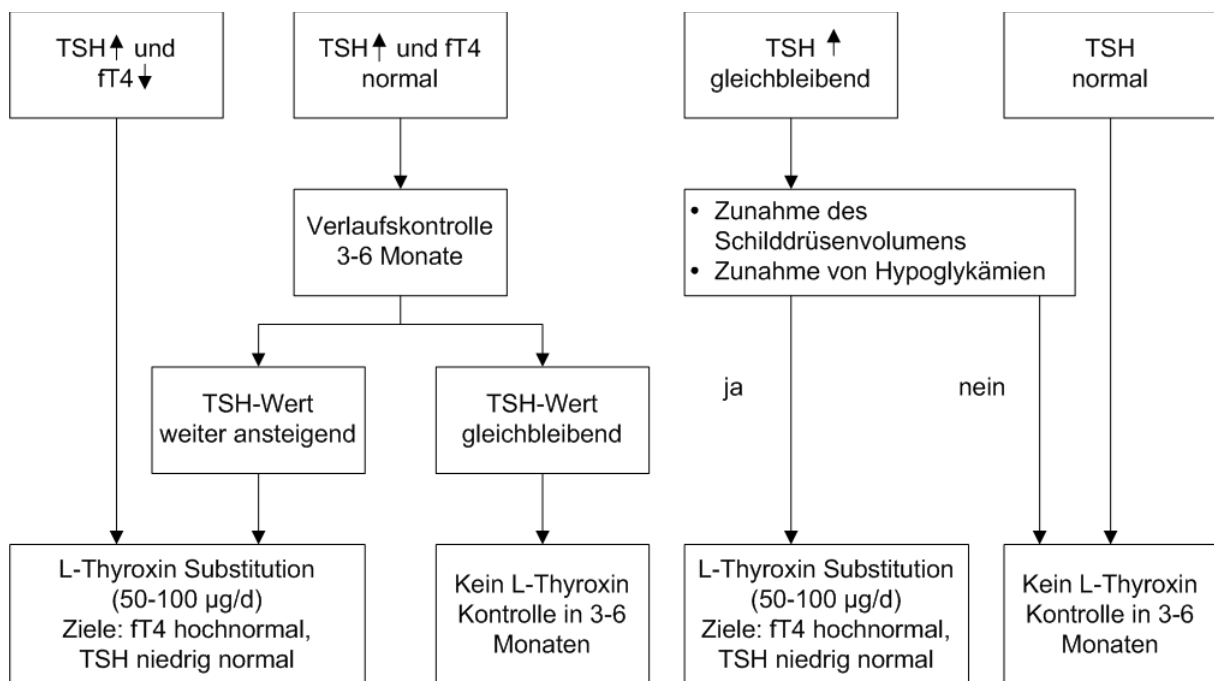 TSH↑ und
fT4↓
TSH↑ und fT4
normal
TSH ↑
gleichbleibend
TSH
normal
Verlaufskontrolle
3-6 Monate
• Zunahme des
Schilddrüsenvolumens
• Zunahme von Hypoglykämien
TSH-Wert
weiter ansteigend
TSH-Wert
gleichbleibend
ja
nein
L-Thyroxin Substitution
(50-100 µg/d)
Ziele: fT4 hochnormal,
TSH niedrig normal
Kein L-Thyroxin
Kontrolle in 3-6
Monaten
L-Thyroxin Substitution
(50-100 µg/d)
Ziele: fT4 hochnormal,
TSH niedrig normal
Kein L-Thyroxin
Kontrolle in 3-6
Monaten